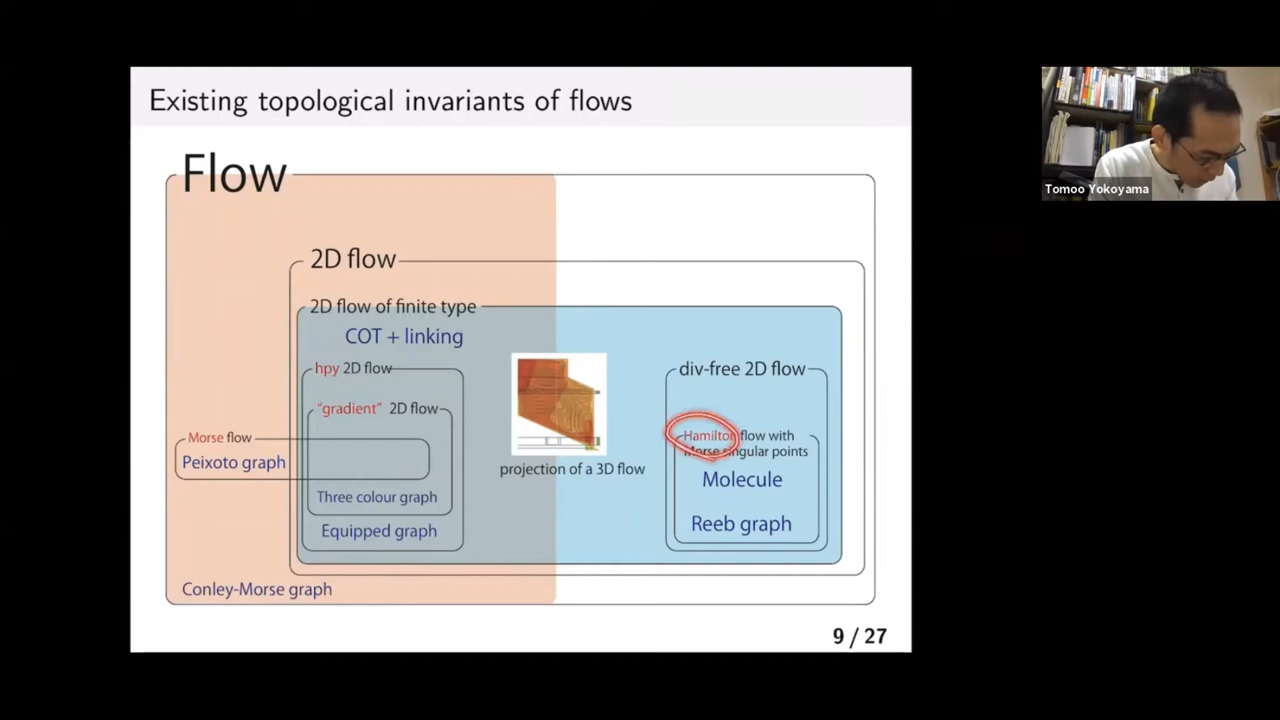 Existing topological invariants of flows
Tomoo Yokoyama
Flow
2D flow
2D flow of finite type
COT + linking
hpy 2D flow
div-free 2D flow
"gradient" 2D flow
Morse flow
Hamilton flow with
Morse singular points
Peixoto graph
projection of a 3D flow
Molecule
Three colour graph
Reeb graph
Equipped graph
Conley-Morse graph
9 / 27